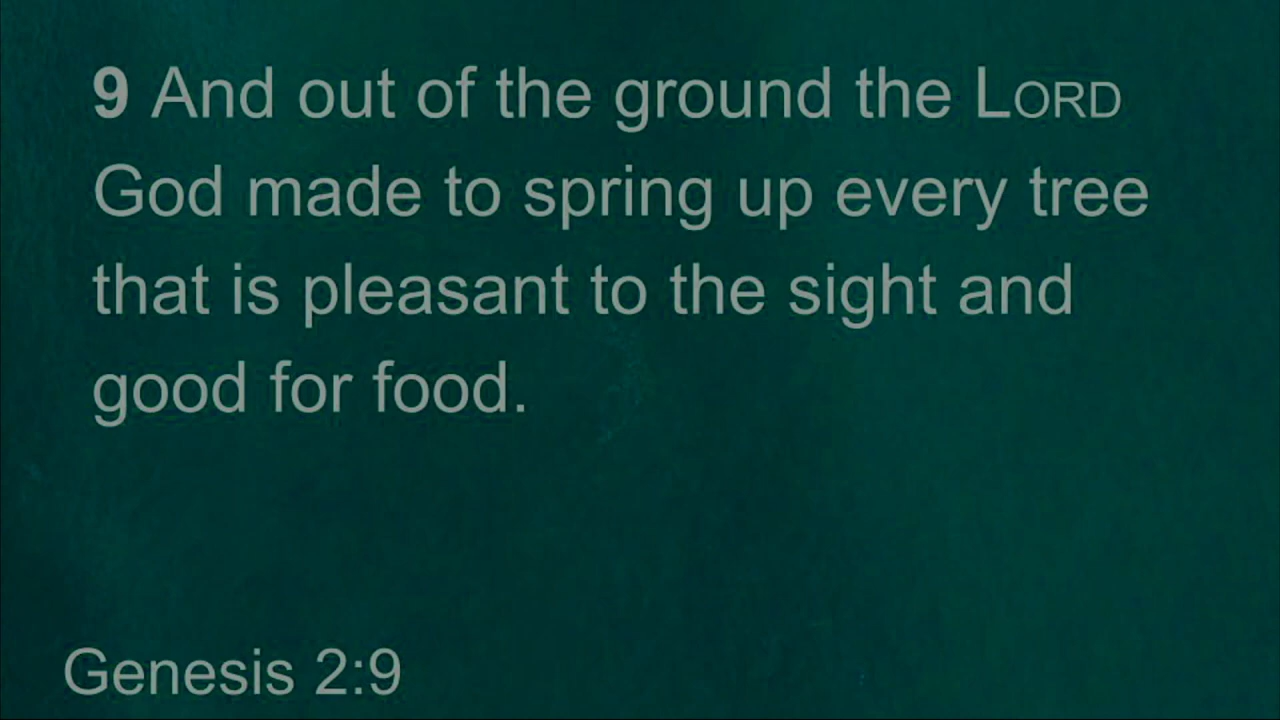 9 And out of the ground the LORD
God made to spring up every tree
that is pleasant to the sight and
good for food.
Genesis 2:9